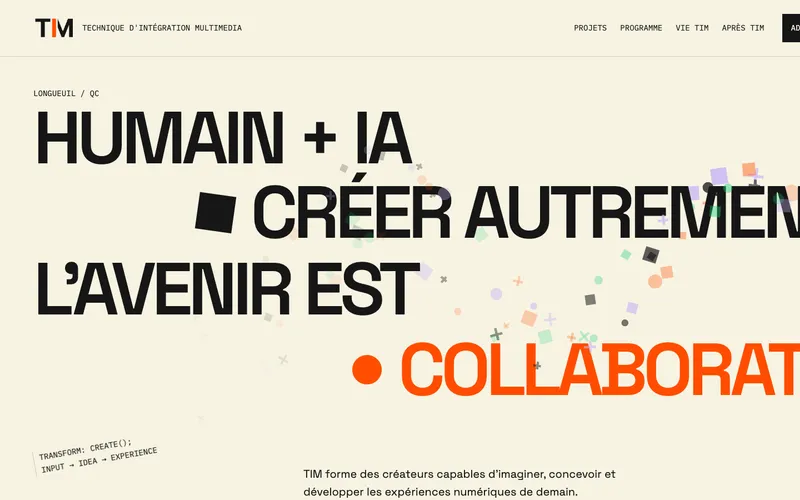 TIM TECHNIQUE D'INTÉGRATION MULTIMEDIA
PROJETS PROGRAMME VIE TIM APRÈS TIM AD
LONGUEUIL / QC
HUMAIN + IA
CRÉER AUTREMEN
L'AVENIR EST
COLLABORAT
TRANSFORM: CREATE();
INPUT → IDEA → EXPERIENCE
TIM forme des créateurs capables d'imaginer, concevoir et
développer les expériences numériques de demain.